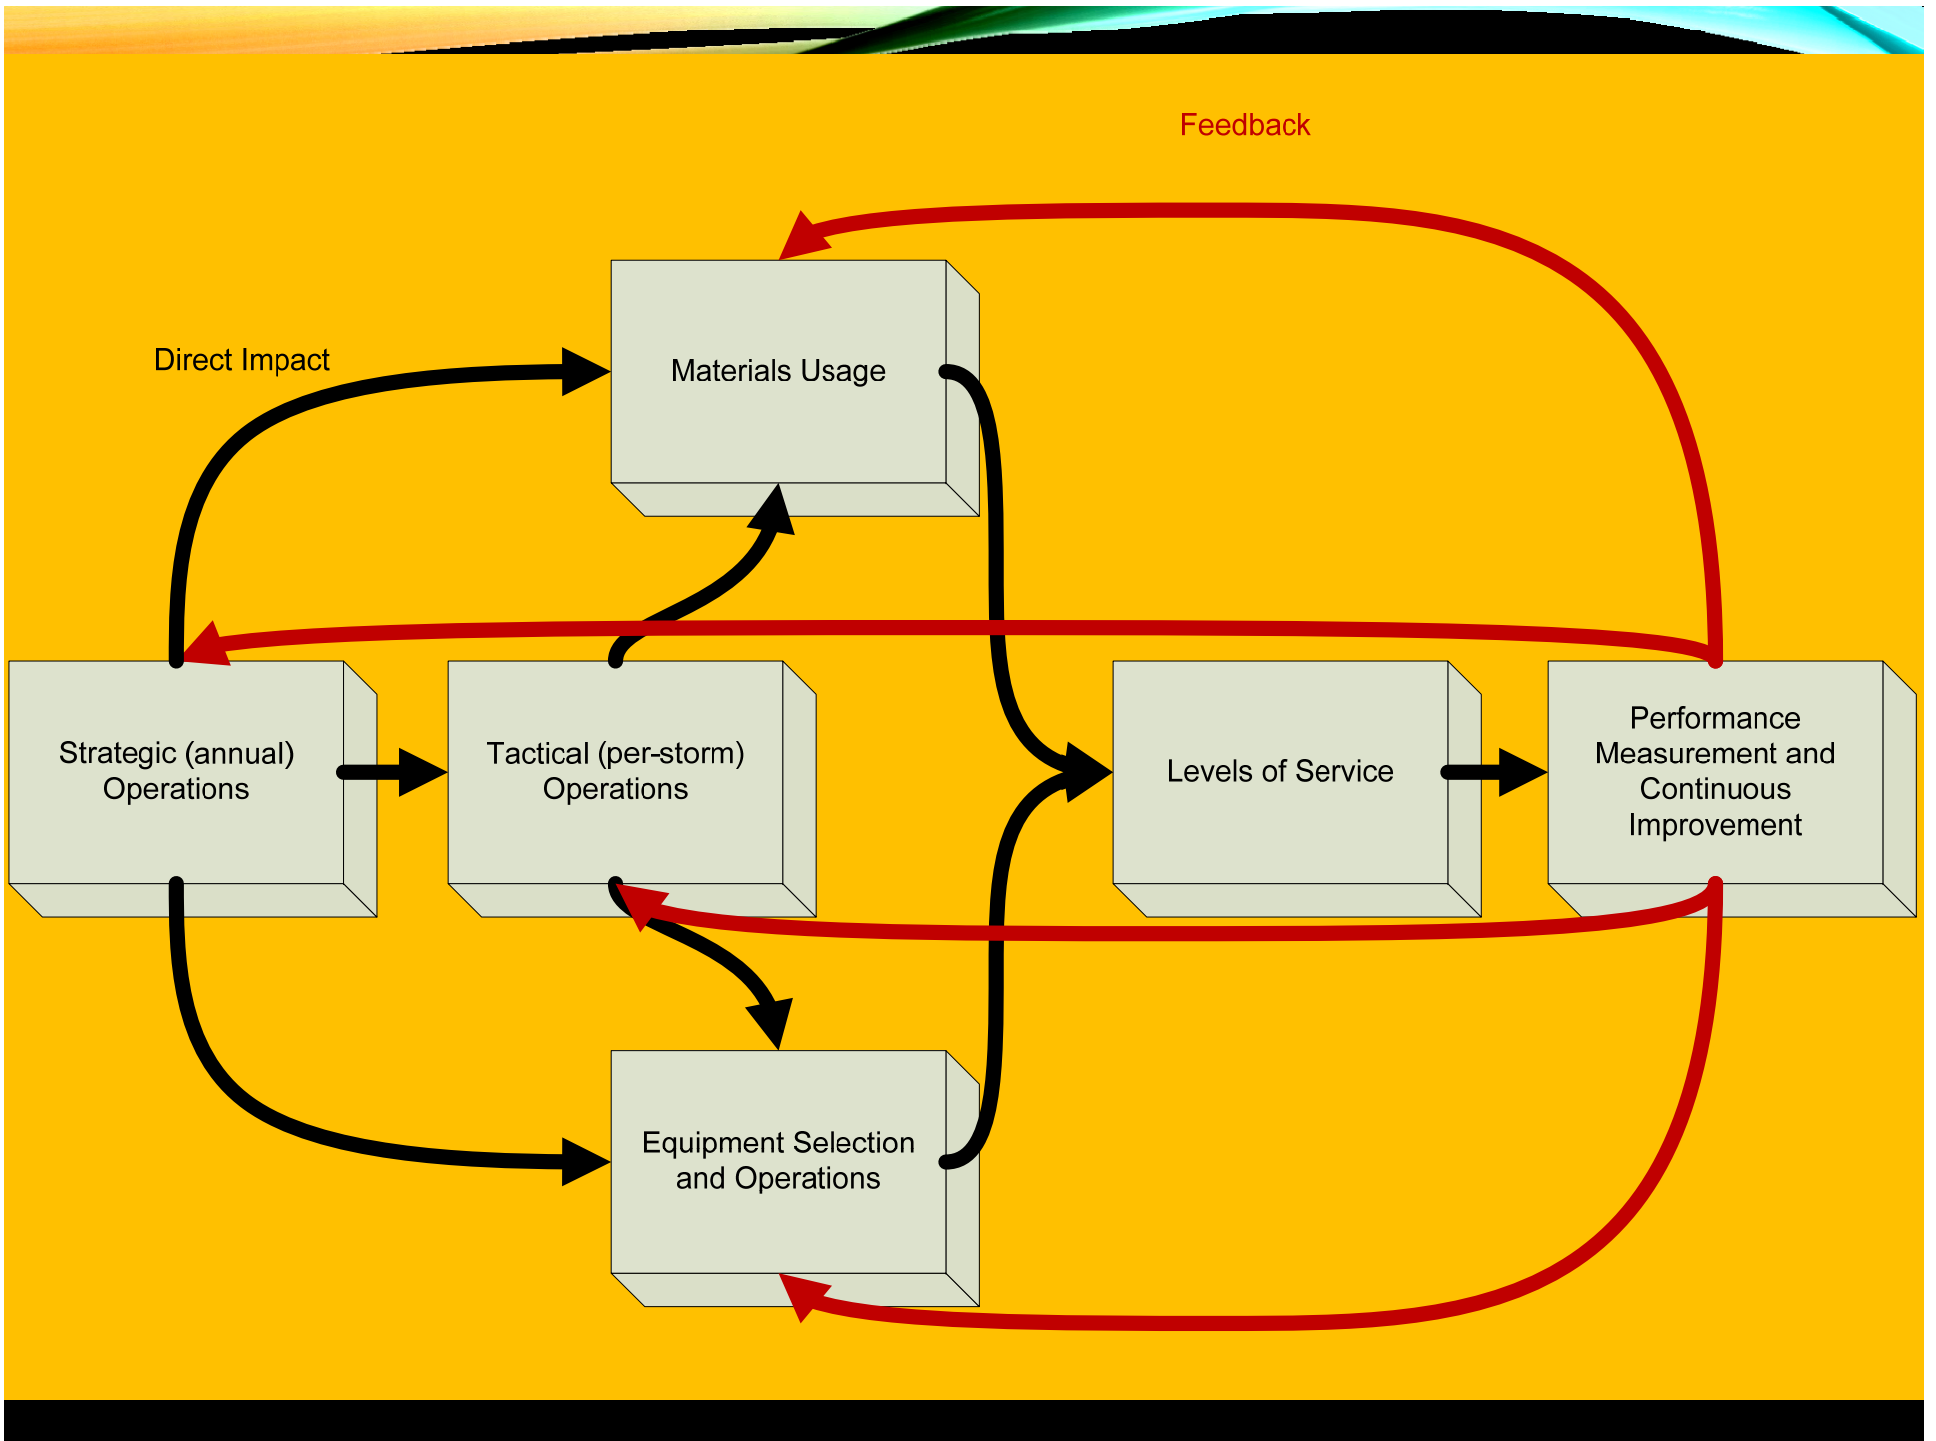 Feedback
Direct Impact
Materials Usage
Strategic (annual)
Operations
Tactical (per-storm)
Operations
Levels of Service
Performance
Measurement and
Continuous
Improvement
Equipment Selection
and Operations